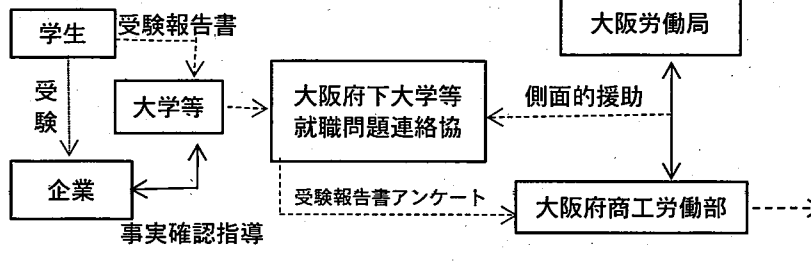 学生
受験報告書
大阪労働局
受験
大学等
大阪府下大学等
就職問題連絡協
側面的援助
企業
受験報告書アンケート
大阪府商工労働部
事実確認指導